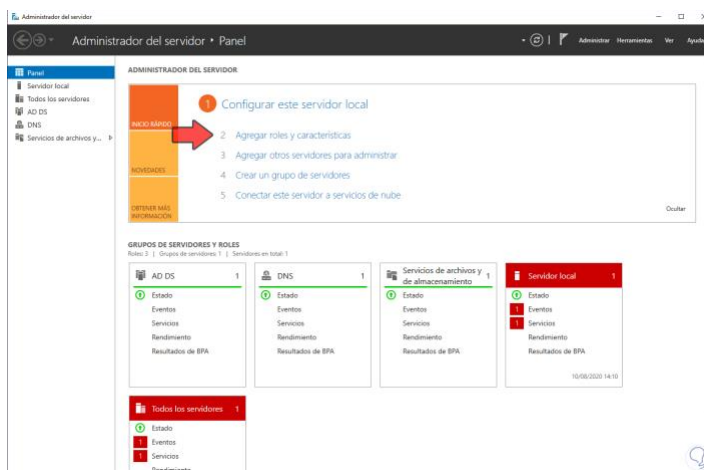 Administrador del servidor
Administrador del servidor • Panel
Administrar Herramientas Ver Ayuda
Panel
Servidor local
Todos los servidores
AD DS
DNS
Servicios de archivos y...
ADMINISTRADOR DEL SERVIDOR
INICIO RÁPIDO
NOVEDADES
OBTENER MÁS
INFORMACIÓN
1 Configurar este servidor local
2 Agregar roles y características
3 Agregar otros servidores para administrar
4 Crear un grupo de servidores
5 Conectar este servidor a servicios de nube
Ocultar
GRUPOS DE SERVIDORES Y ROLES
Roles: 3 | Grupos de servidores: 1 | Servidores en total: 1
AD DS 1
Estado
Eventos
Servicios
Rendimiento
Resultados de BPA
DNS 1
Estado
Eventos
Servicios
Rendimiento
Resultados de BPA
Servicios de archivos y
de almacenamiento 1
Estado
Eventos
Servicios
Rendimiento
Resultados de BPA
Servidor local 1
Estado
1 Eventos
1 Servicios
Rendimiento
Resultados de BPA
10/08/2020 14:10
Todos los servidores 1
Estado
1 Eventos
1 Servicios
Rendimiento